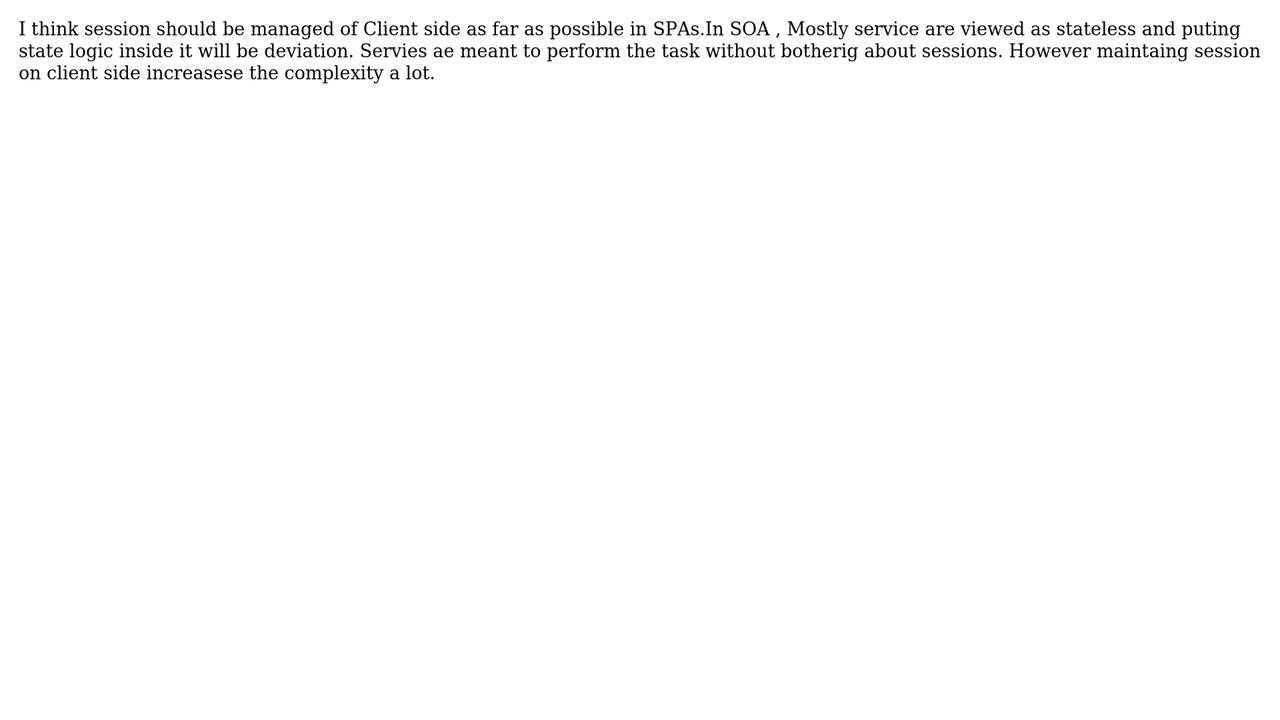 I think session should be managed of Client side as far as possible in SPAs.In SOA , Mostly service are viewed as stateless and puting
state logic inside it will be deviation. Servies ae meant to perform the task without botherig about sessions. However maintaing session
on client side increasese the complexity a lot.